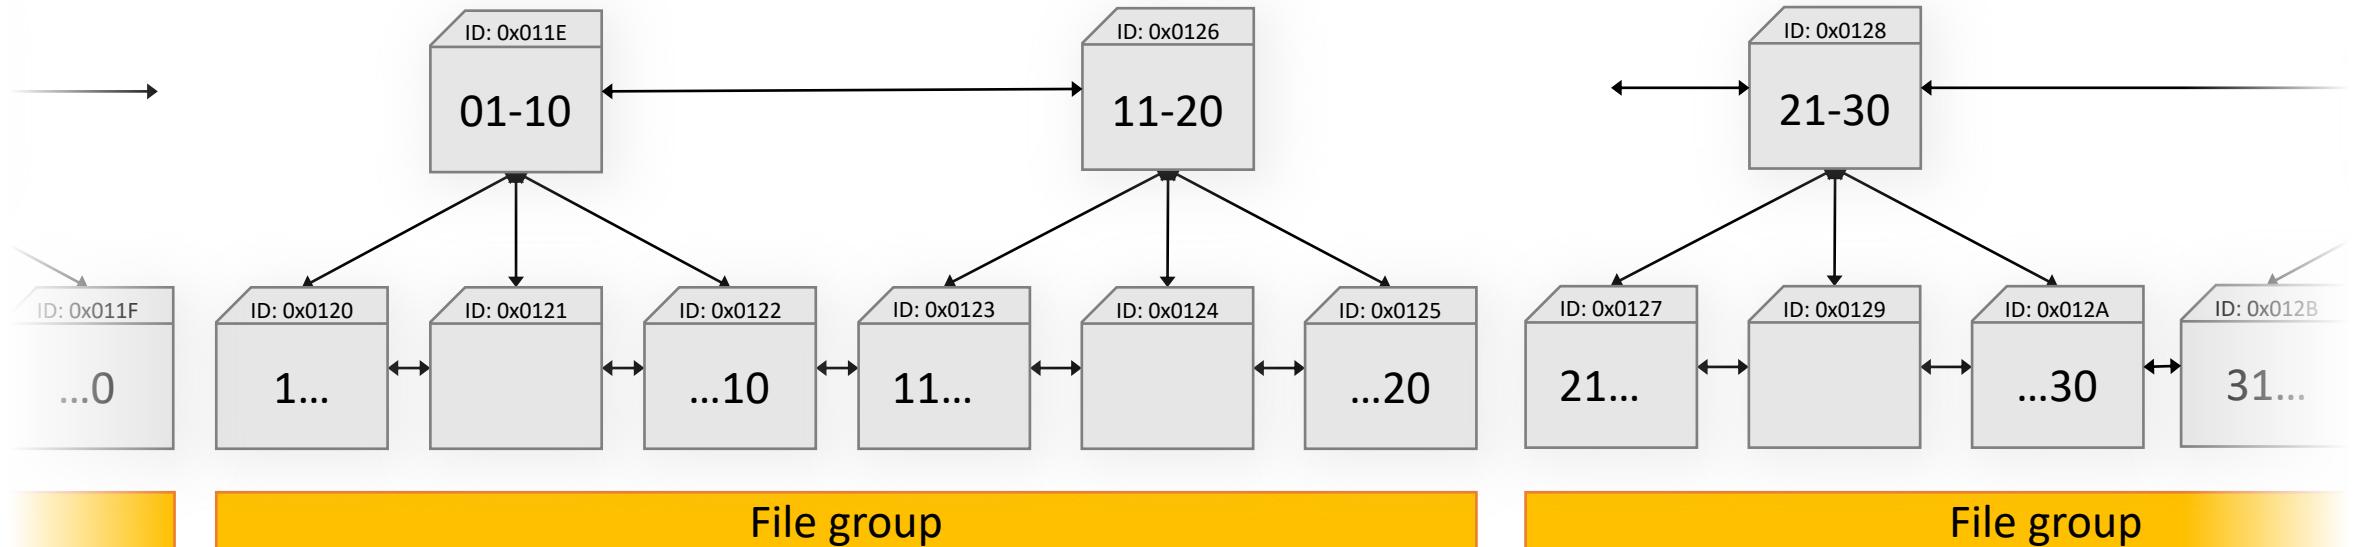 ID: 0x011E
01-10
ID: 0x0126
11-20
ID: 0x0128
21-30
ID: 0x011F
...0
ID: 0x0120
1...
ID: 0x0121
ID: 0x0122
...10
ID: 0x0123
11...
ID: 0x0124
ID: 0x0125
...20
ID: 0x0127
21...
ID: 0x0129
ID: 0x012A
...30
ID: 0x012B
31...
File group
File group